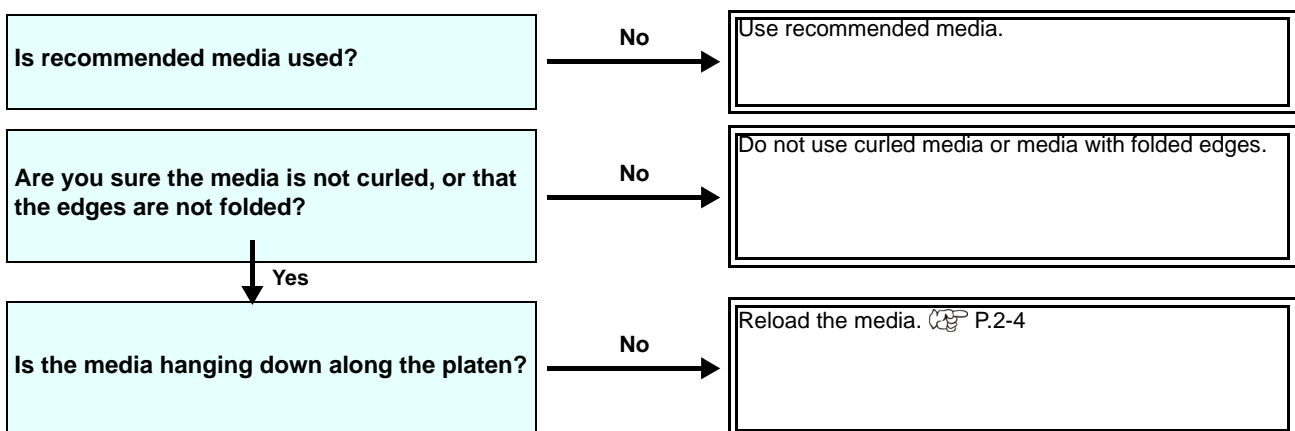 Is recommended media used?
No
Use recommended media.
Are you sure the media is not curled, or that
the edges are not folded?
No
Do not use curled media or media with folded edges.
Yes
Is the media hanging down along the platen?
No
Reload the media. P.2-4